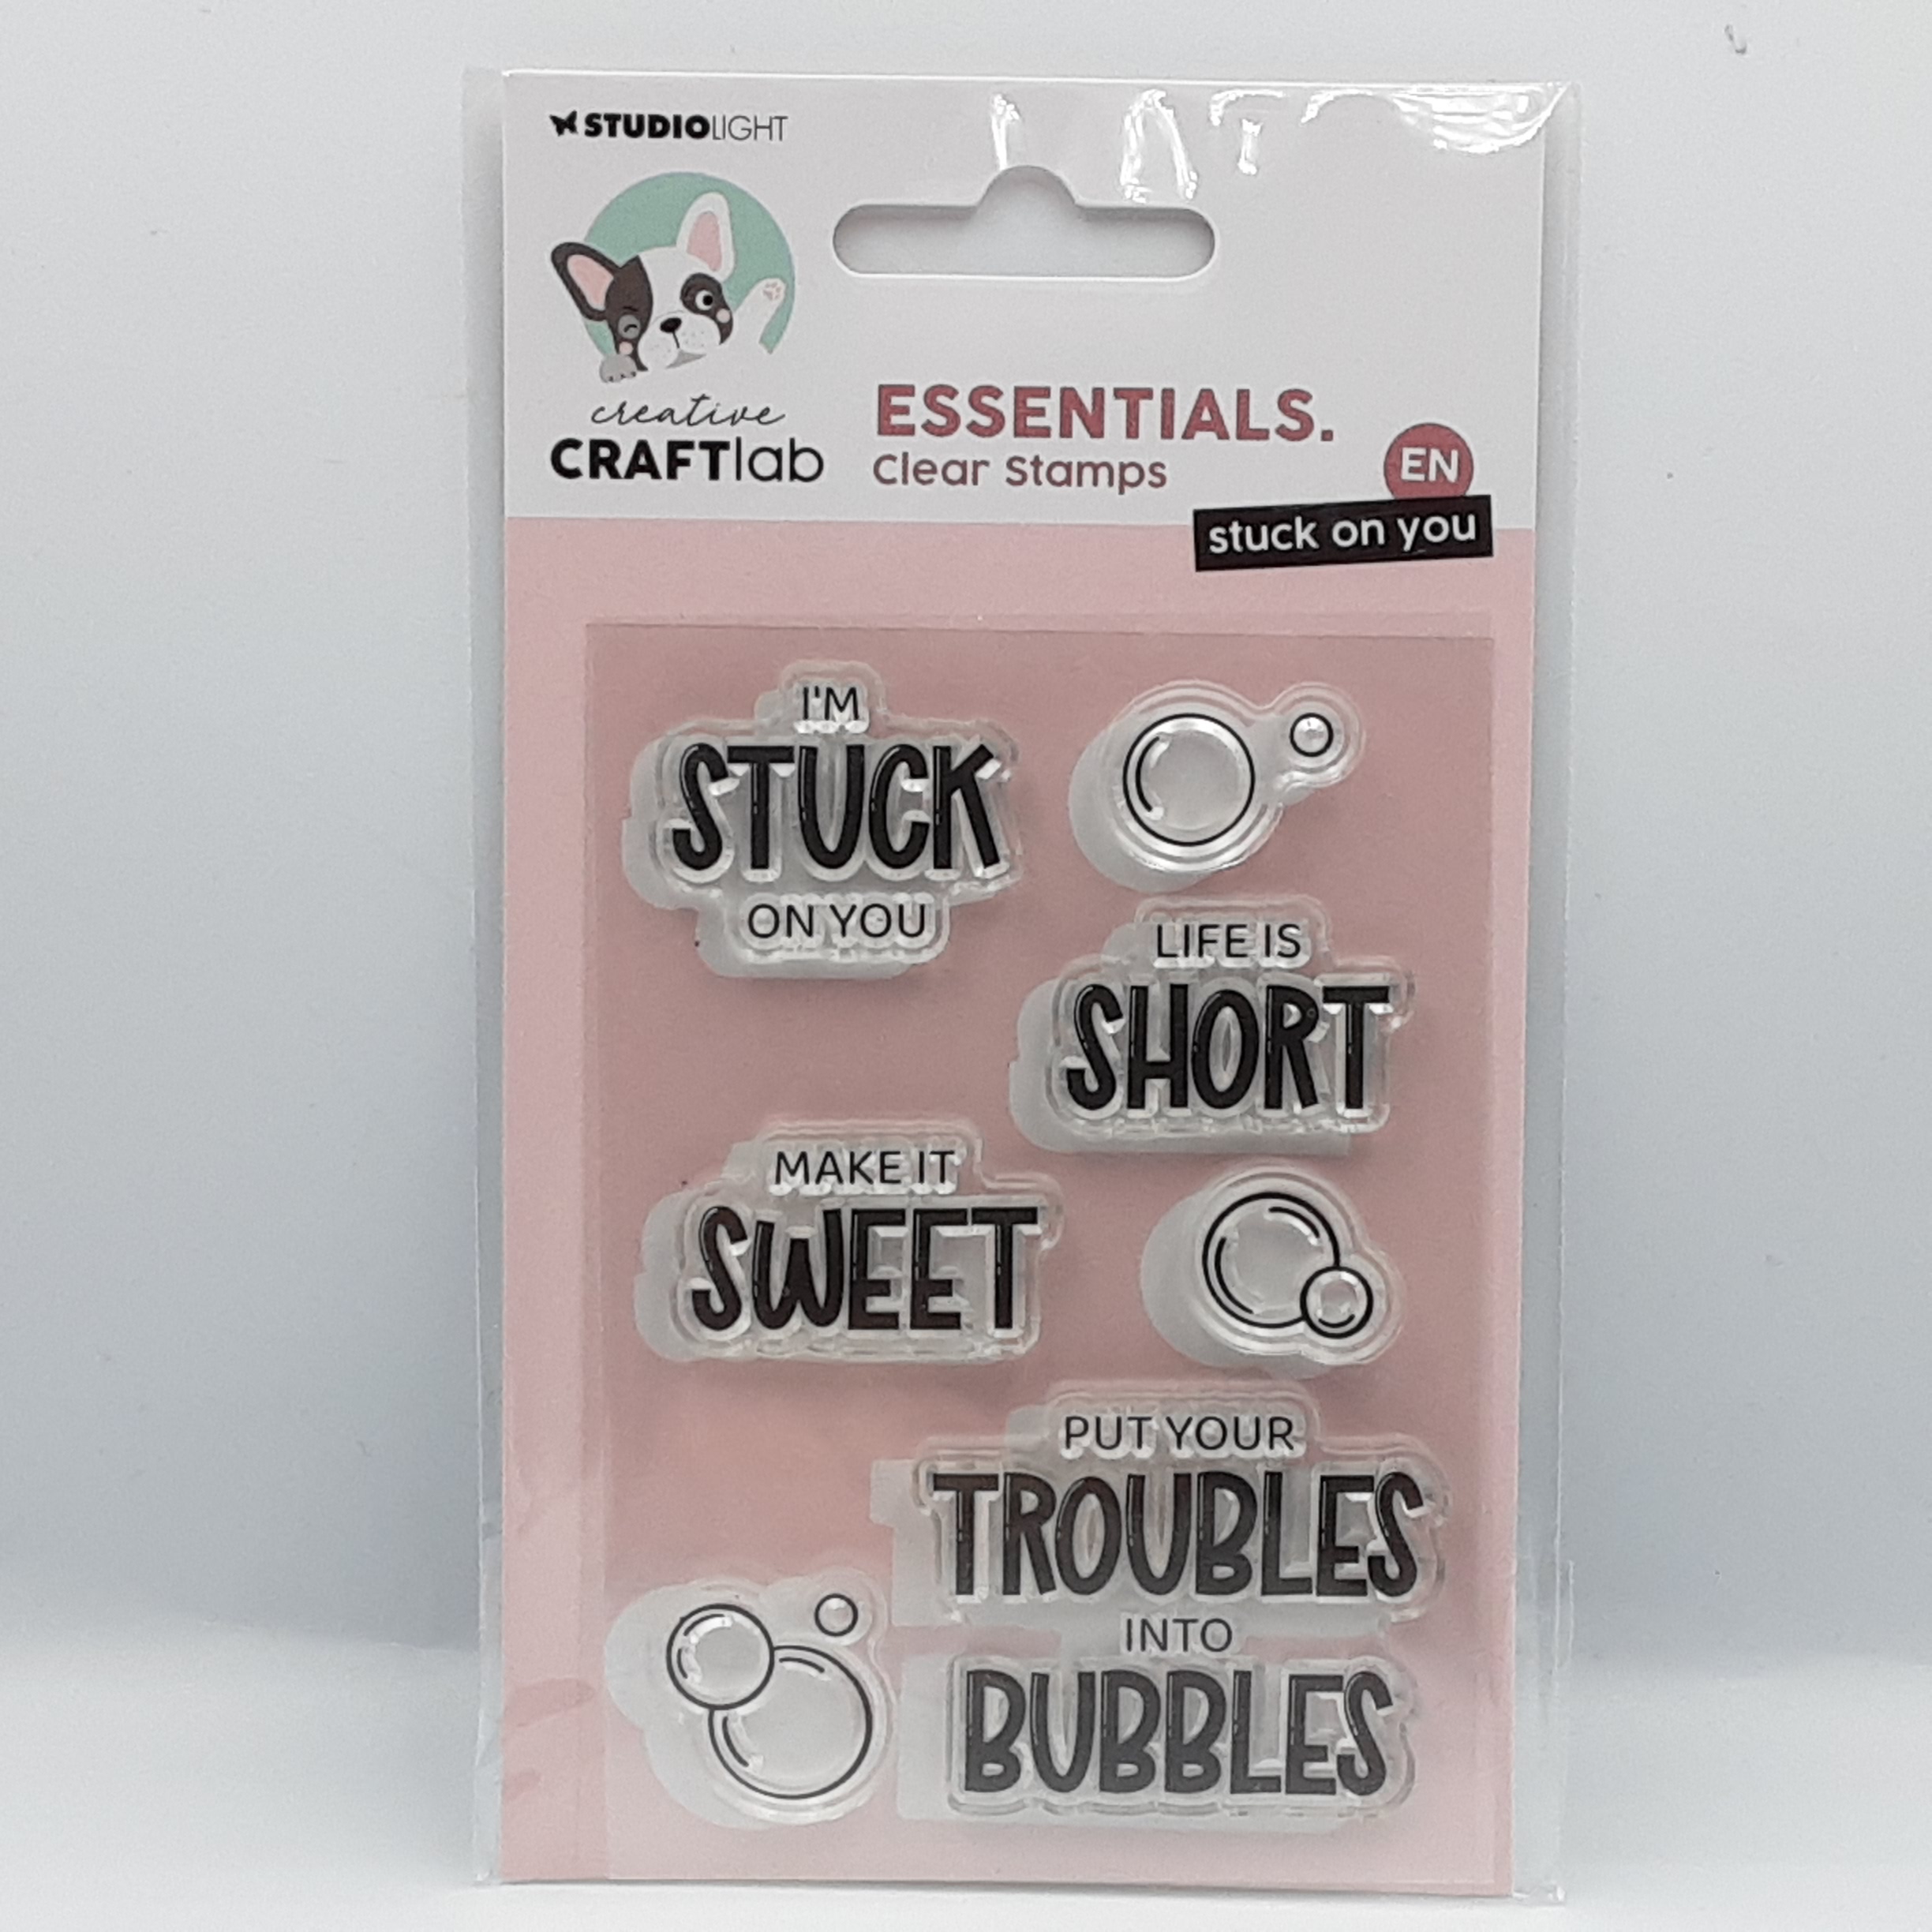 STUDIOLIGHT
creative
CRAFTlab
ESSENTIALS.
Clear Stamps
EN
stuck on you
I'M
STUCK
ON YOU
LIFE IS
SHORT
MAKE IT
SWEET
PUT YOUR
TROUBLES
INTO
BUBBLES